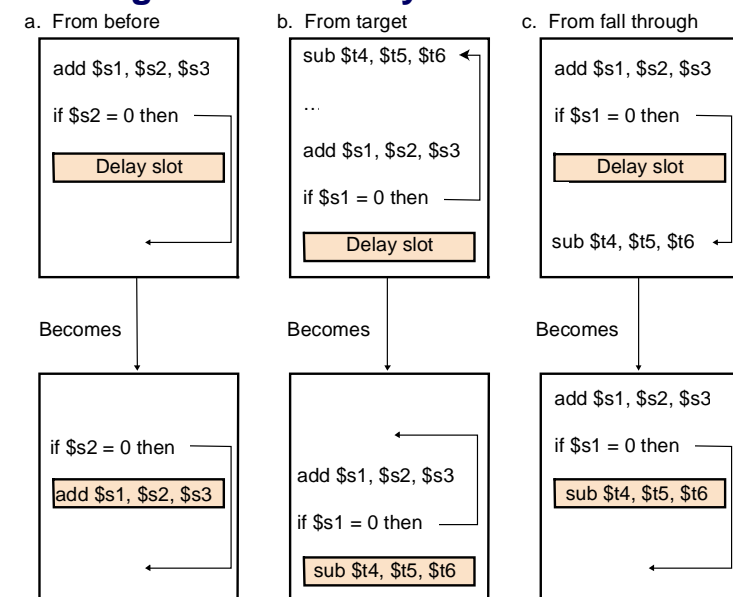 a. From before
add $s1, $s2, $s3
if $s2 = 0 then
Delay slot
Becomes
if $s2 = 0 then
add $s1, $s2, $s3
b. From target
sub $t4, $t5, $t6
…
add $s1, $s2, $s3
if $s1 = 0 then
Delay slot
Becomes
add $s1, $s2, $s3
if $s1 = 0 then
sub $t4, $t5, $t6
c. From fall through
add $s1, $s2, $s3
if $s1 = 0 then
Delay slot
sub $t4, $t5, $t6
Becomes
add $s1, $s2, $s3
if $s1 = 0 then
sub $t4, $t5, $t6